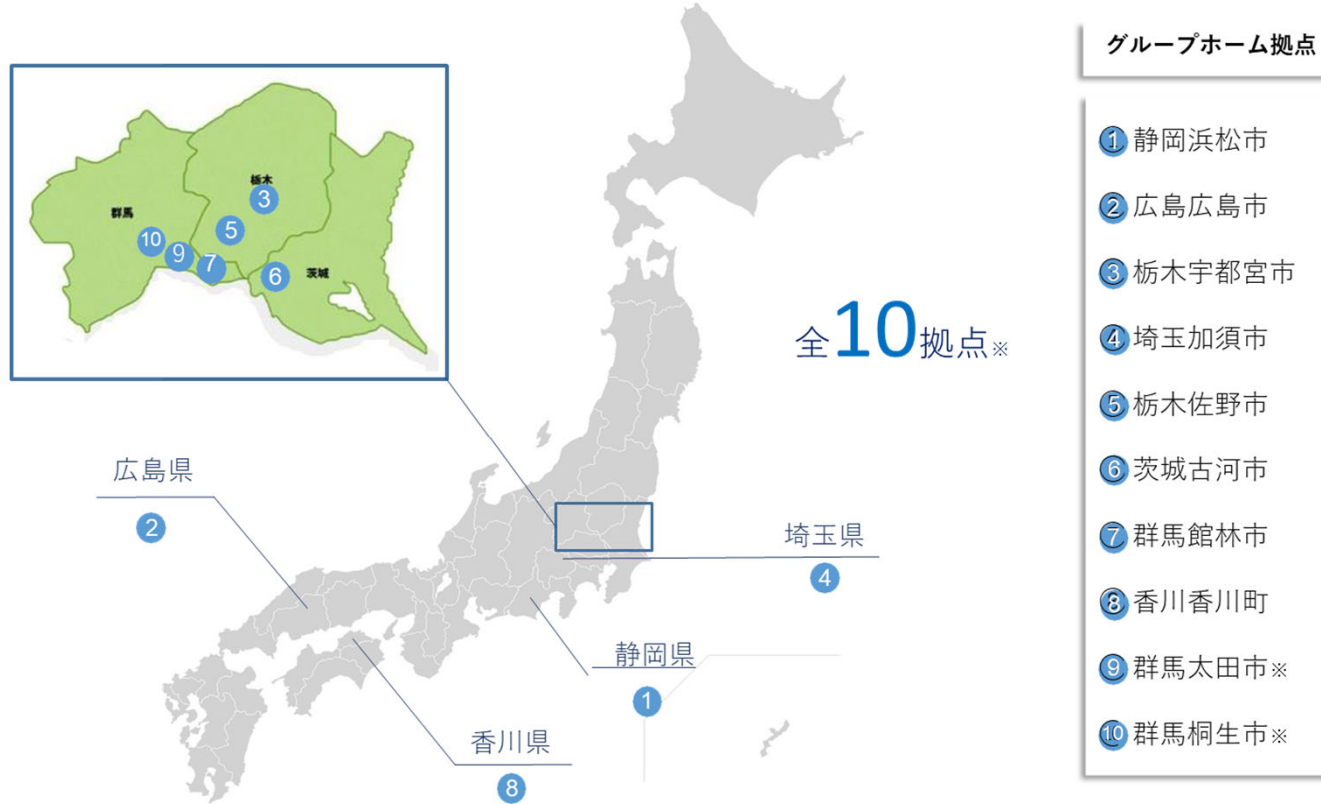 グループホーム拠点
① 静岡浜松市
② 広島広島市
③ 栃木宇都宮市
④ 埼玉加須市
⑤ 栃木佐野市
⑥ 茨城古河市
⑦ 群馬館林市
⑧ 香川香川町
⑨ 群馬太田市※
⑩ 群馬桐生市※
全10拠点※
栃木
3
群馬
5
10
9
7
6
茨城
広島県
2
埼玉県
4
静岡県
1
香川県
8